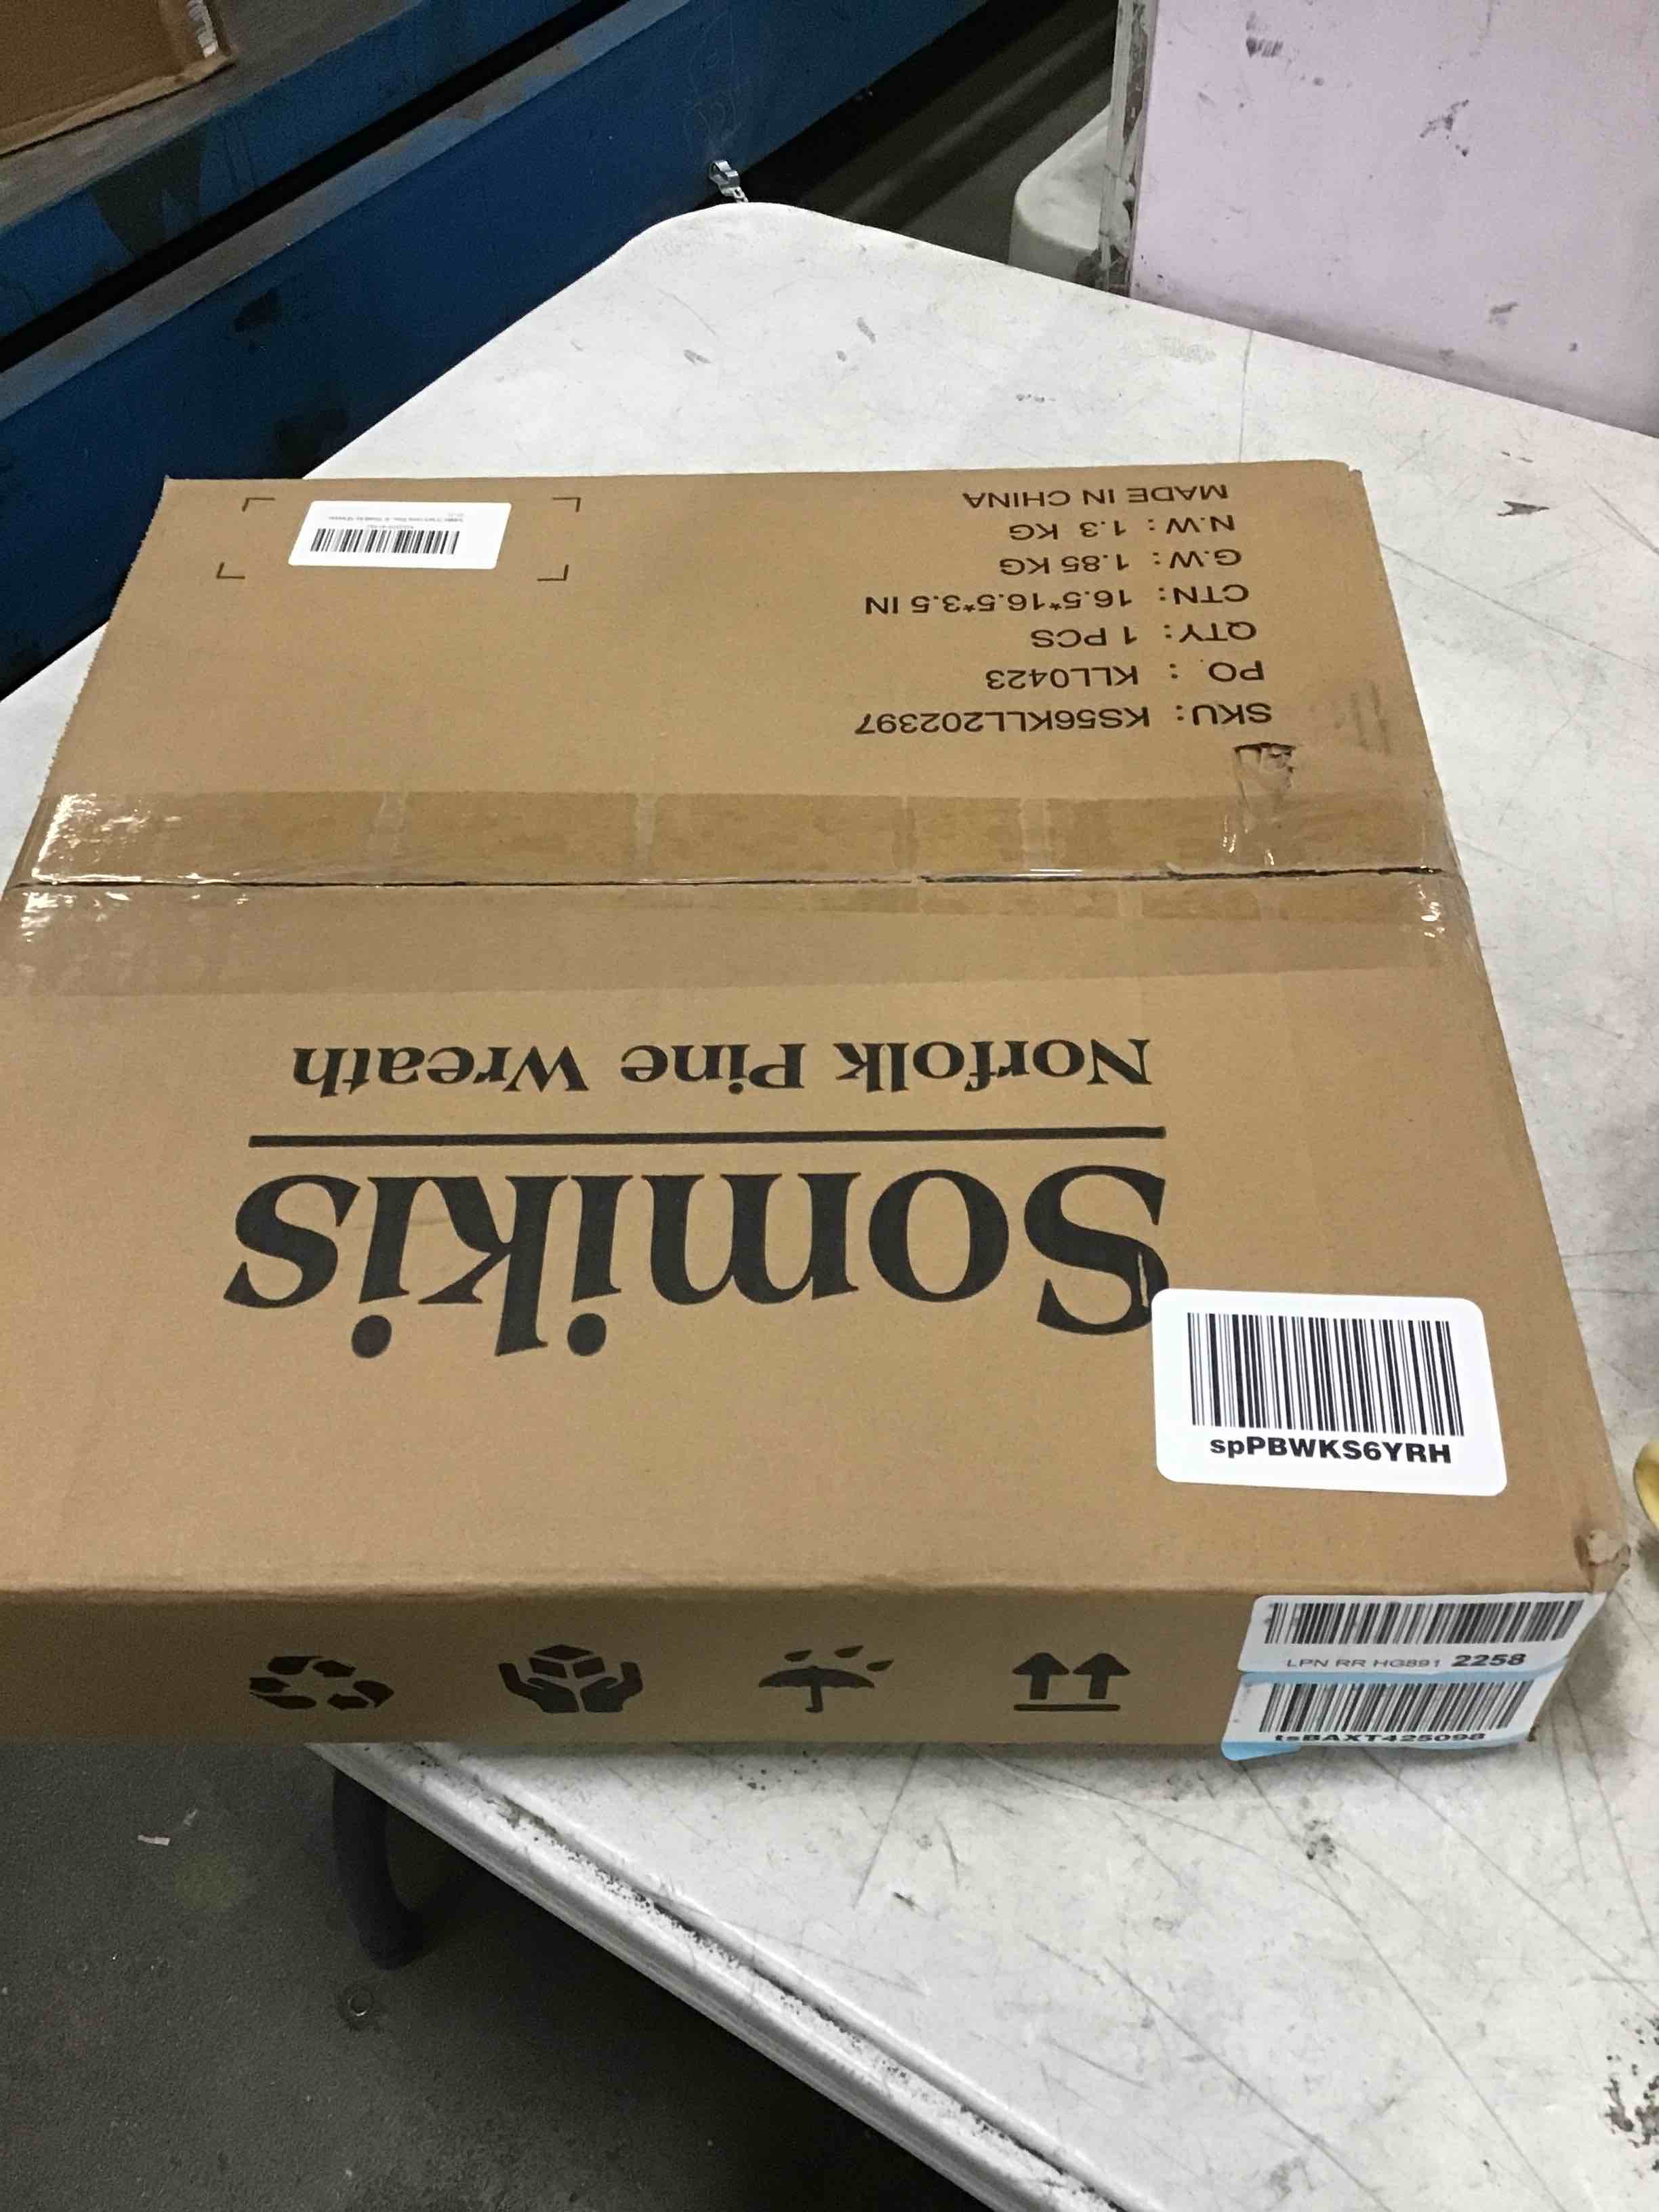 Somikis
Norfolk Pine Wreath
SKU: KS56KLL202397
PO : KLL0423
QTY: 1 PCS
CTN: 16.5*16.5*3.5 IN
G.W: 1.85 KG
N.W: 1.3 KG
MADE IN CHINA
spPBWKS6YRH
LPN RR HG891 2258
tsBAXT425098